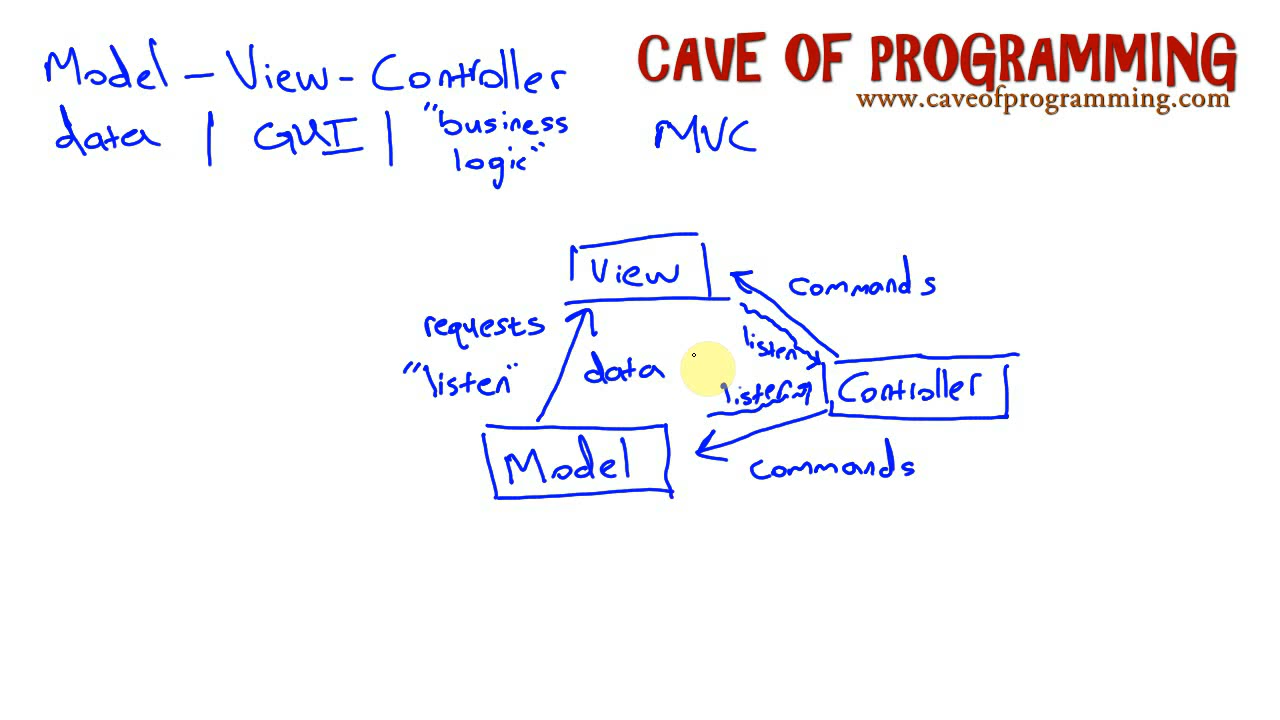 Model - View - Controller
CAVE OF PROGRAMMING
www.caveofprogramming.com
data | GUI | "business
logic"
MVC
View
commands
requests
listen
"listen"
data
listen
Controller
Model
commands